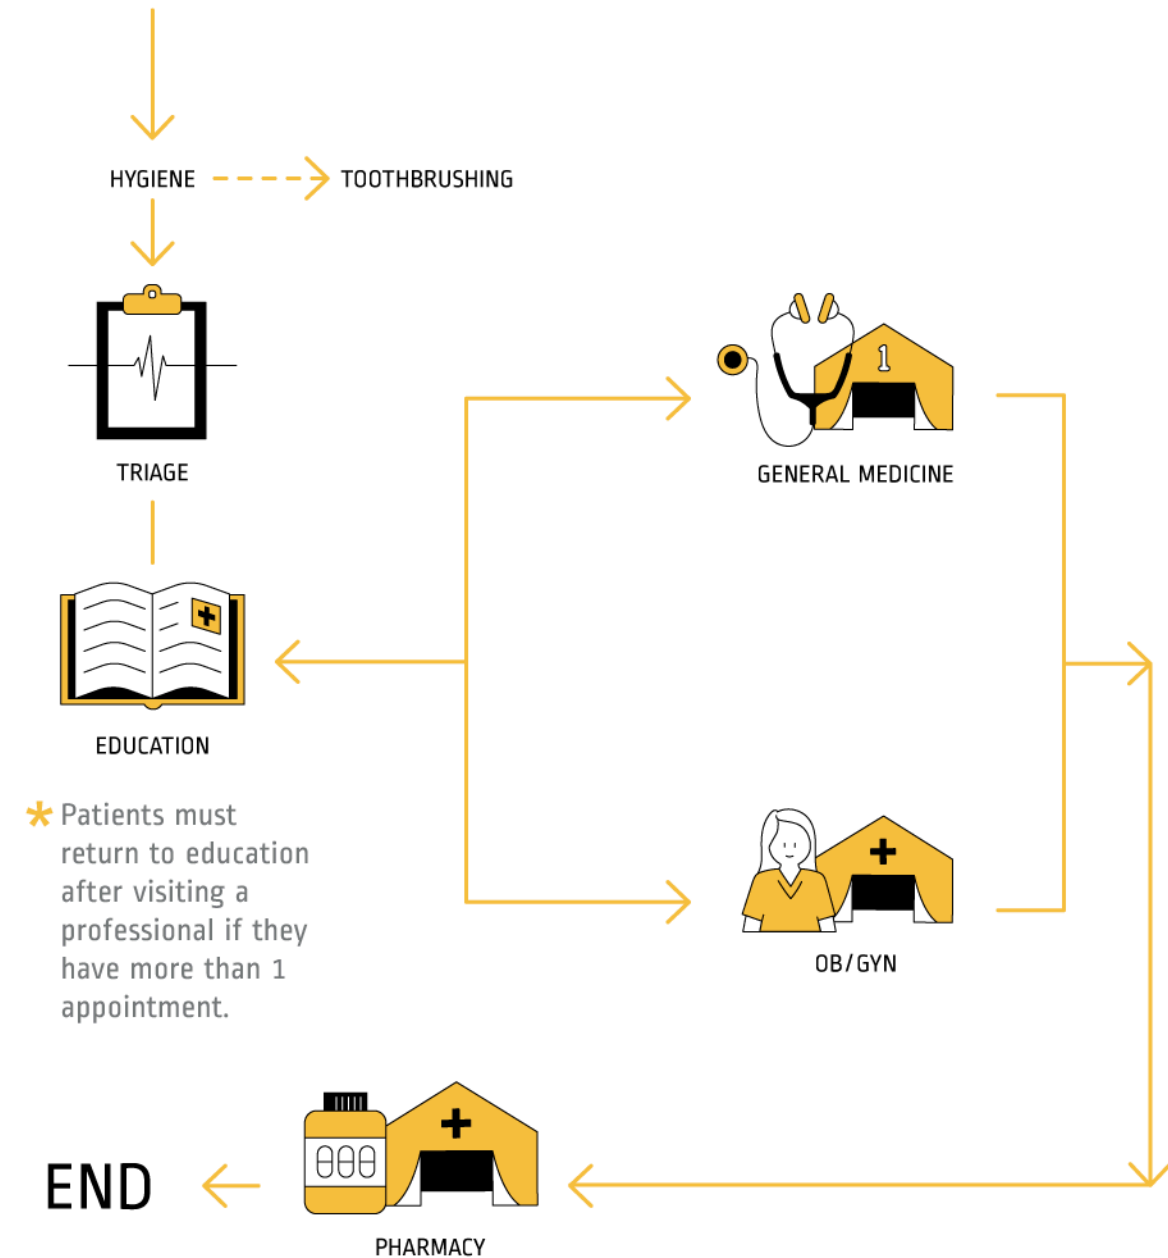 HYGIENE
TOOTHBRUSHING
TRIAGE
1
GENERAL MEDICINE
EDUCATION
* Patients must
return to education
after visiting a
professional if they
have more than 1
appointment.
OB/GYN
END
PHARMACY